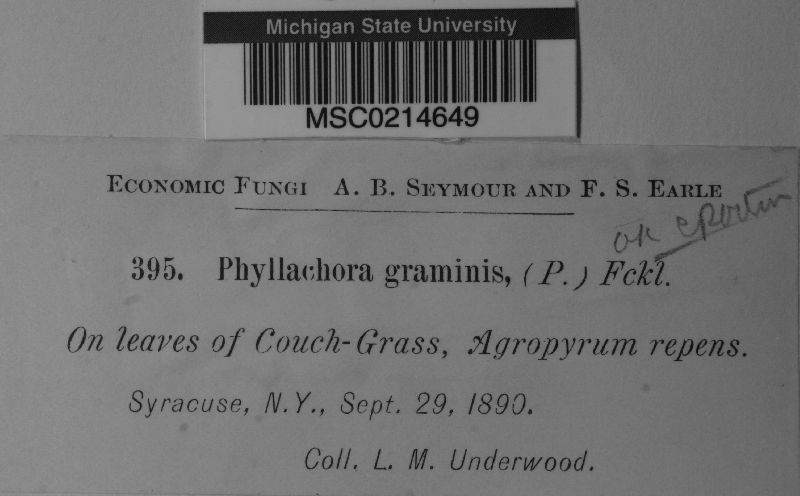 Michigan State University
MSC0214649
Economic Fungi A. B. Seymour and F. S. Earle
OK
395. Phyllachora graminis, (P.) Fckl.
On leaves of Couch-Grass, Agropyrum repens.
Syracuse, N.Y., Sept. 29, 1890.
Coll. L. M. Underwood.